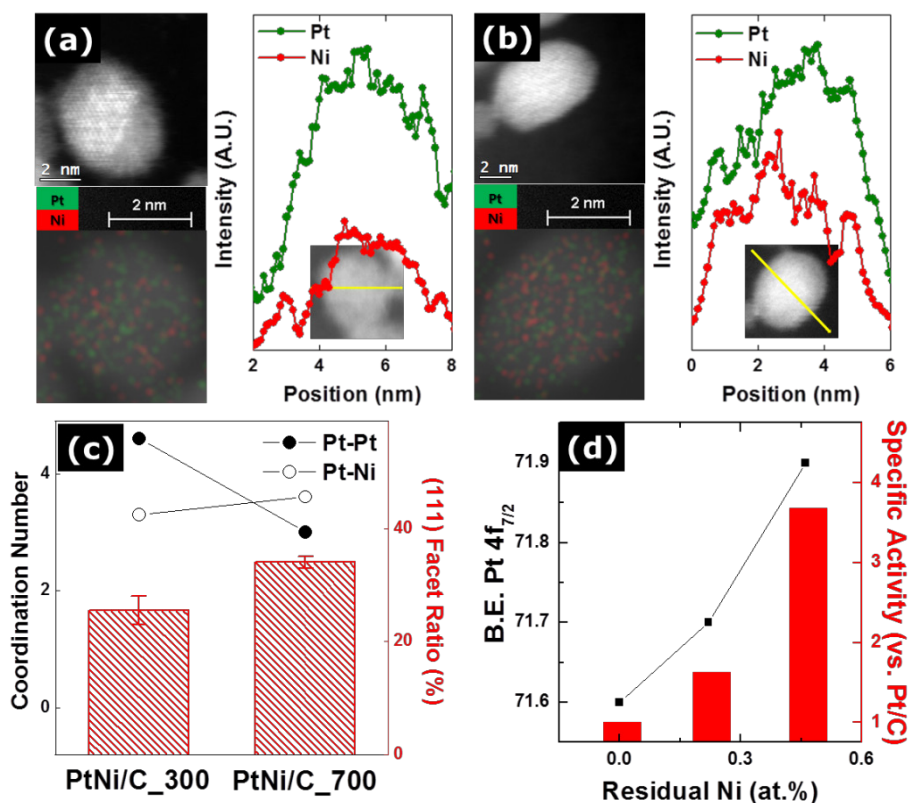 (a)
2 nm
Pt
Ni
2 nm
Intensity (A.U.)
Pt
Ni
2 4 6 8
Position (nm)
(b)
2 nm
Pt
Ni
2 nm
Intensity (A.U.)
Pt
Ni
0 2 4 6
Position (nm)
(c)
Coordination Number
4
2
0
Pt-Pt
Pt-Ni
40
20
0
(111) Facet Ratio (%)
PtNi/C_300 PtNi/C_700
(d)
B.E. Pt 4f7/2
71.9
71.8
71.7
71.6
4
3
2
1
Specific Activity (vs. Pt/C)
0.0 0.3 0.6
Residual Ni (at.%)